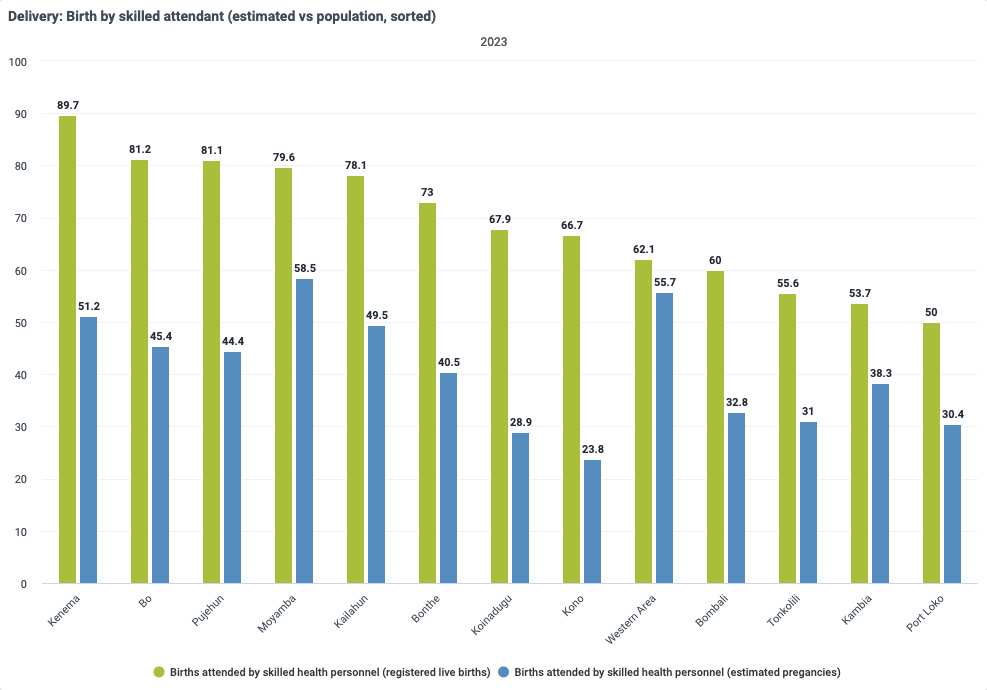 Delivery: Birth by skilled attendant (estimated vs population, sorted)
2023
100
90
80
70
60
50
40
30
20
10
0
89.7
51.2
81.2
45.4
81.1
44.4
79.6
58.5
78.1
49.5
73
40.5
67.9
28.9
66.7
23.8
62.1
55.7
60
32.8
55.6
31
53.7
38.3
50
30.4
Kenema
Bo
Pujehun
Moyamba
Kailahun
Bonthe
Koinadugu
Kono
Western Area
Bombali
Tonkolili
Kambia
Port Loko
Births attended by skilled health personnel (registered live births)
Births attended by skilled health personnel (estimated pregancies)